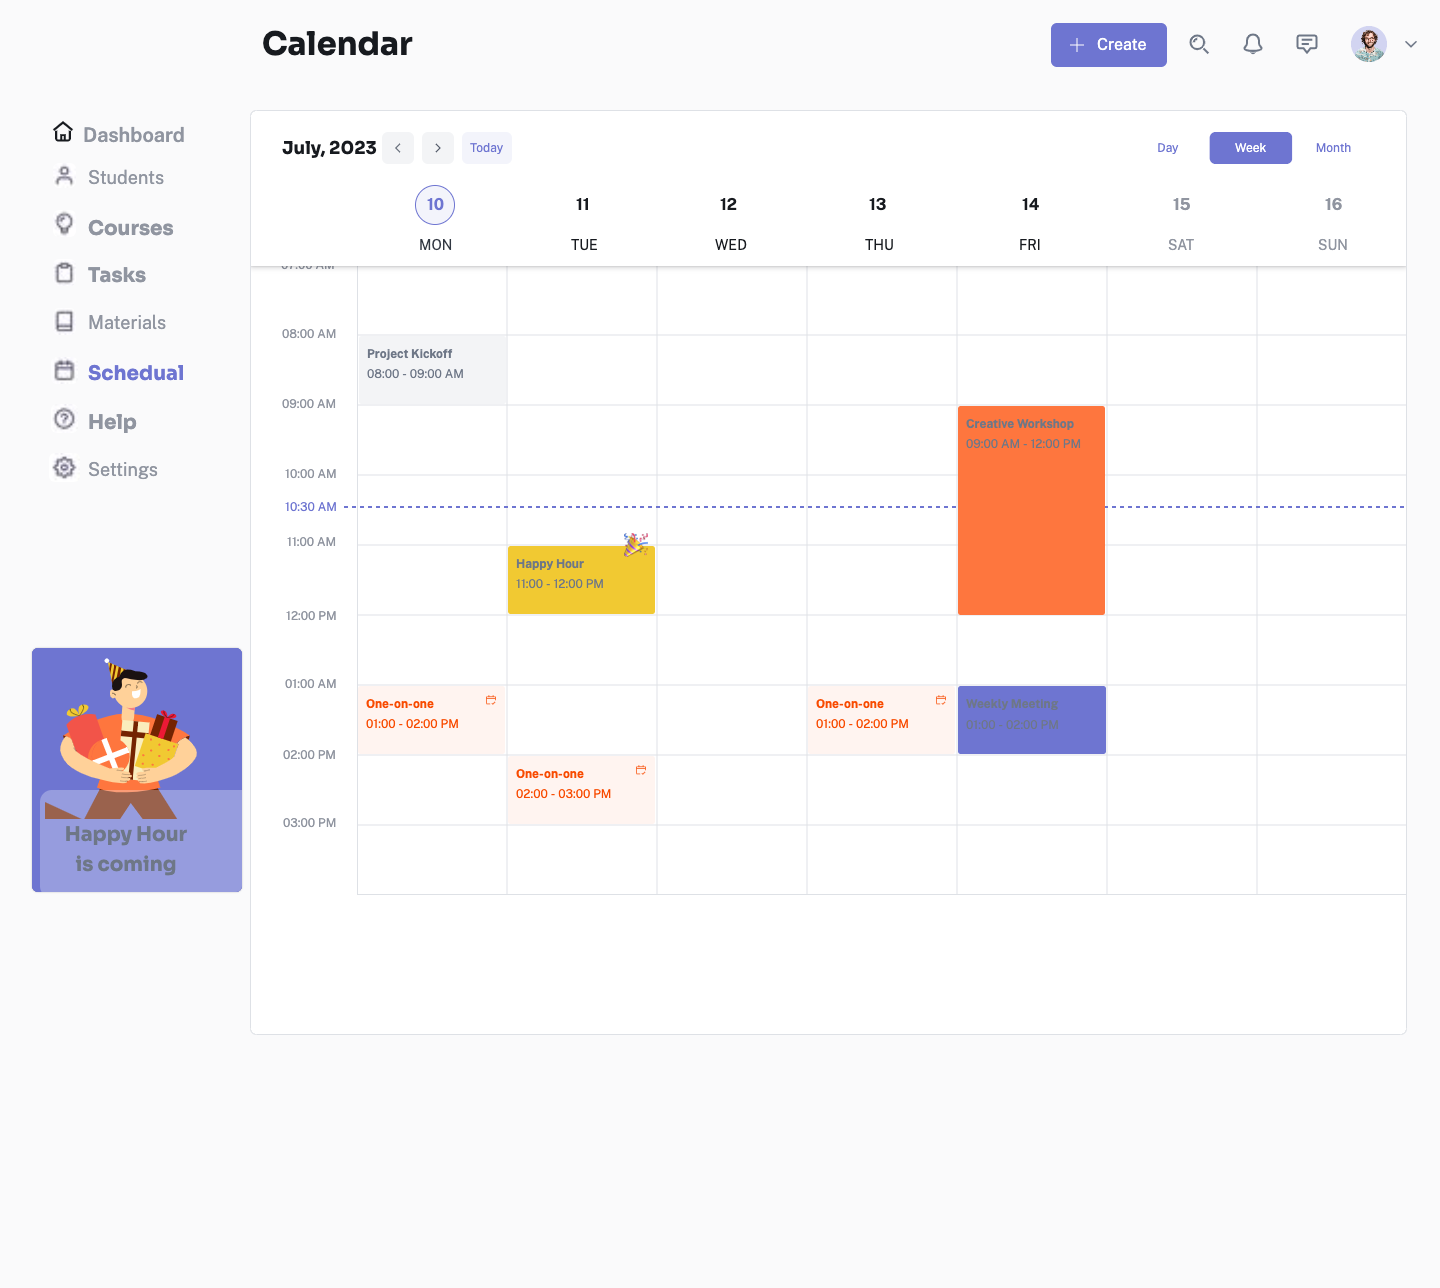 Calendar
Create
Dashboard
Students
Courses
Tasks
Materials
Schedual
Help
Settings
July, 2023
Today
Day
Week
Month
10
11
12
13
14
15
16
MON
TUE
WED
THU
FRI
SAT
SUN
07:00 AM
08:00 AM
Project Kickoff
08:00 - 09:00 AM
09:00 AM
Creative Workshop
09:00 AM - 12:00 PM
10:00 AM
10:30 AM
11:00 AM
Happy Hour
11:00 - 12:00 PM
12:00 PM
01:00 AM
One-on-one
01:00 - 02:00 PM
One-on-one
01:00 - 02:00 PM
Weekly Meeting
01:00 - 02:00 PM
02:00 PM
One-on-one
02:00 - 03:00 PM
03:00 PM
Happy Hour
is coming